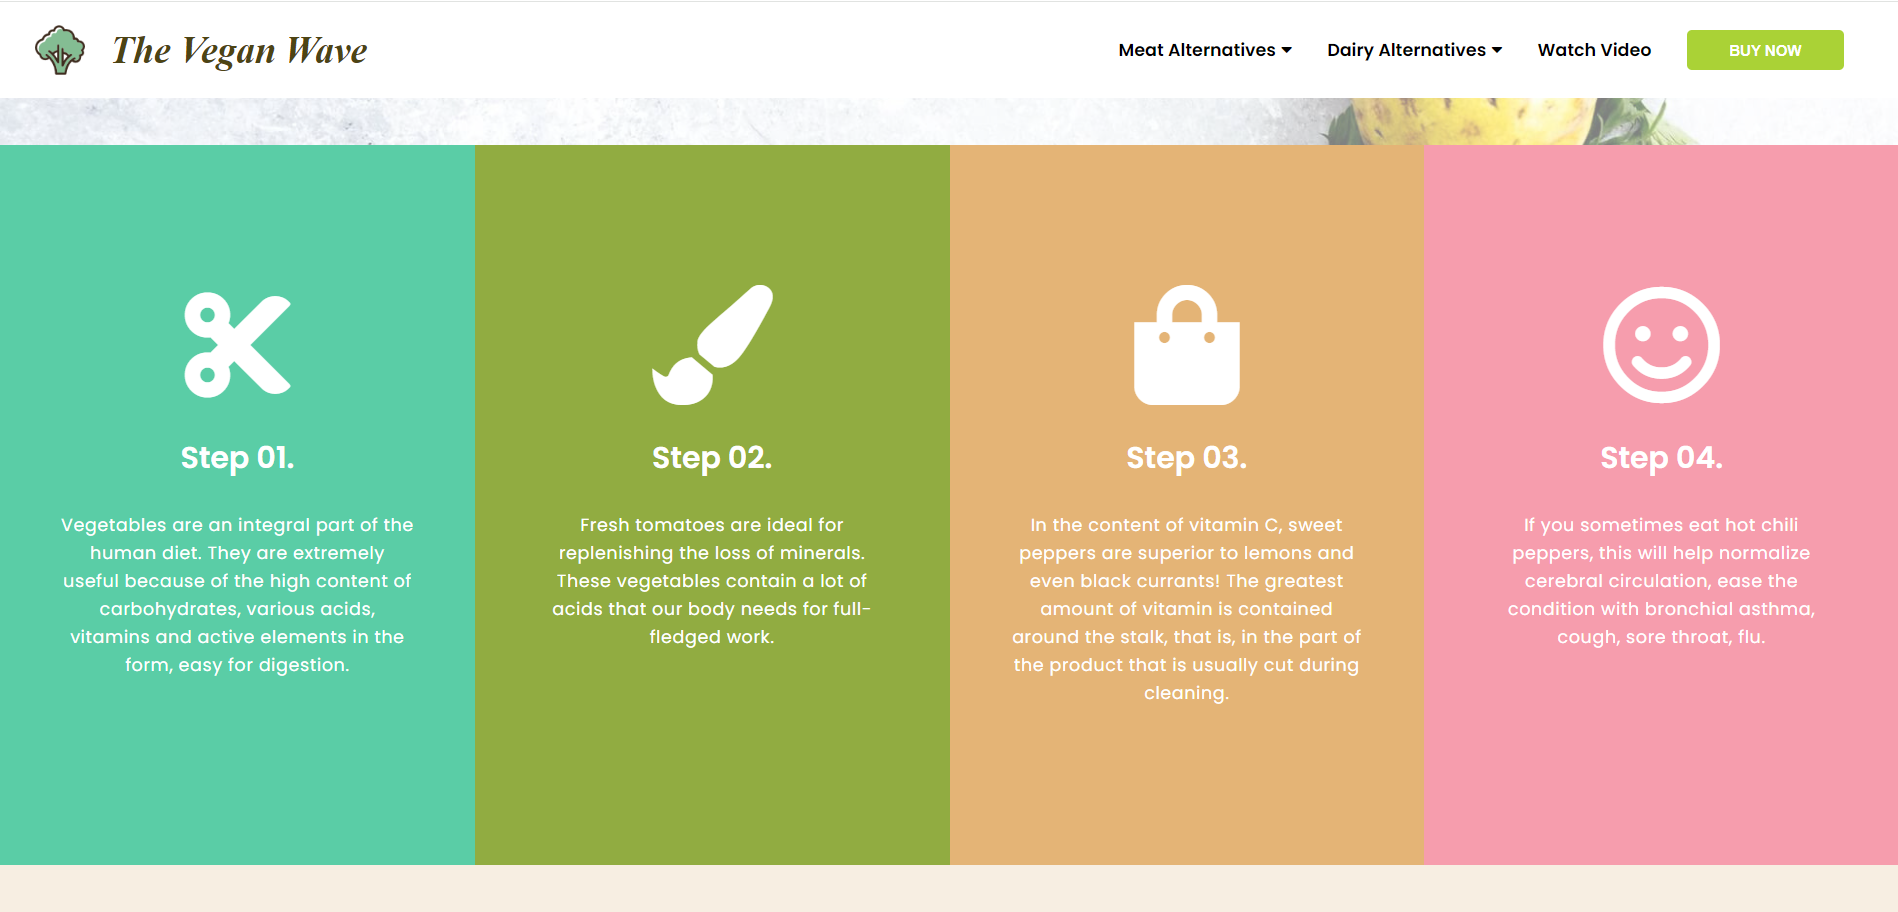 The Vegan Wave
Meat Alternatives
Dairy Alternatives
Watch Video
BUY NOW
Step 01.
Vegetables are an integral part of the
human diet. They are extremely
useful because of the high content of
carbohydrates, various acids,
vitamins and active elements in the
form, easy for digestion.
Step 02.
Fresh tomatoes are ideal for
replenishing the loss of minerals.
These vegetables contain a lot of
acids that our body needs for full-
fledged work.
Step 03.
In the content of vitamin C, sweet
peppers are superior to lemons and
even black currants! The greatest
amount of vitamin is contained
around the stalk, that is, in the part of
the product that is usually cut during
cleaning.
Step 04.
If you sometimes eat hot chili
peppers, this will help normalize
cerebral circulation, ease the
condition with bronchial asthma,
cough, sore throat, flu.